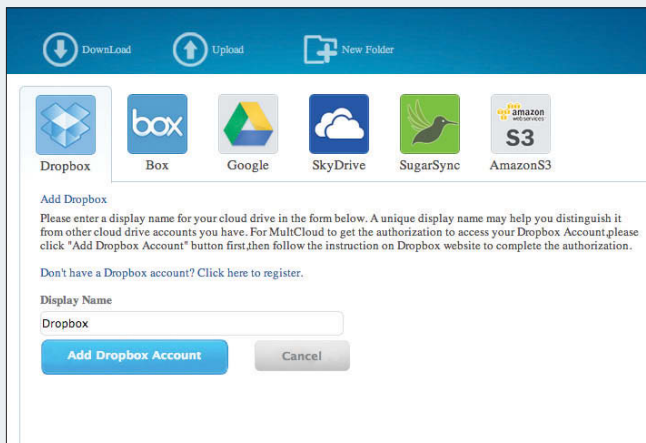 DownLoad Upload New Folder
box amazon
web services
S3
Dropbox Box Google SkyDrive SugarSync AmazonS3
Add Dropbox
Please enter a display name for your cloud drive in the form below. A unique display name may help you distinguish it
from other cloud drive accounts you have. For MultCloud to get the authorization to access your Dropbox Account,please
click "Add Dropbox Account" button first,then follow the instruction on Dropbox website to complete the authorization.
Don't have a Dropbox account? Click here to register.
Display Name
Dropbox
Add Dropbox Account Cancel